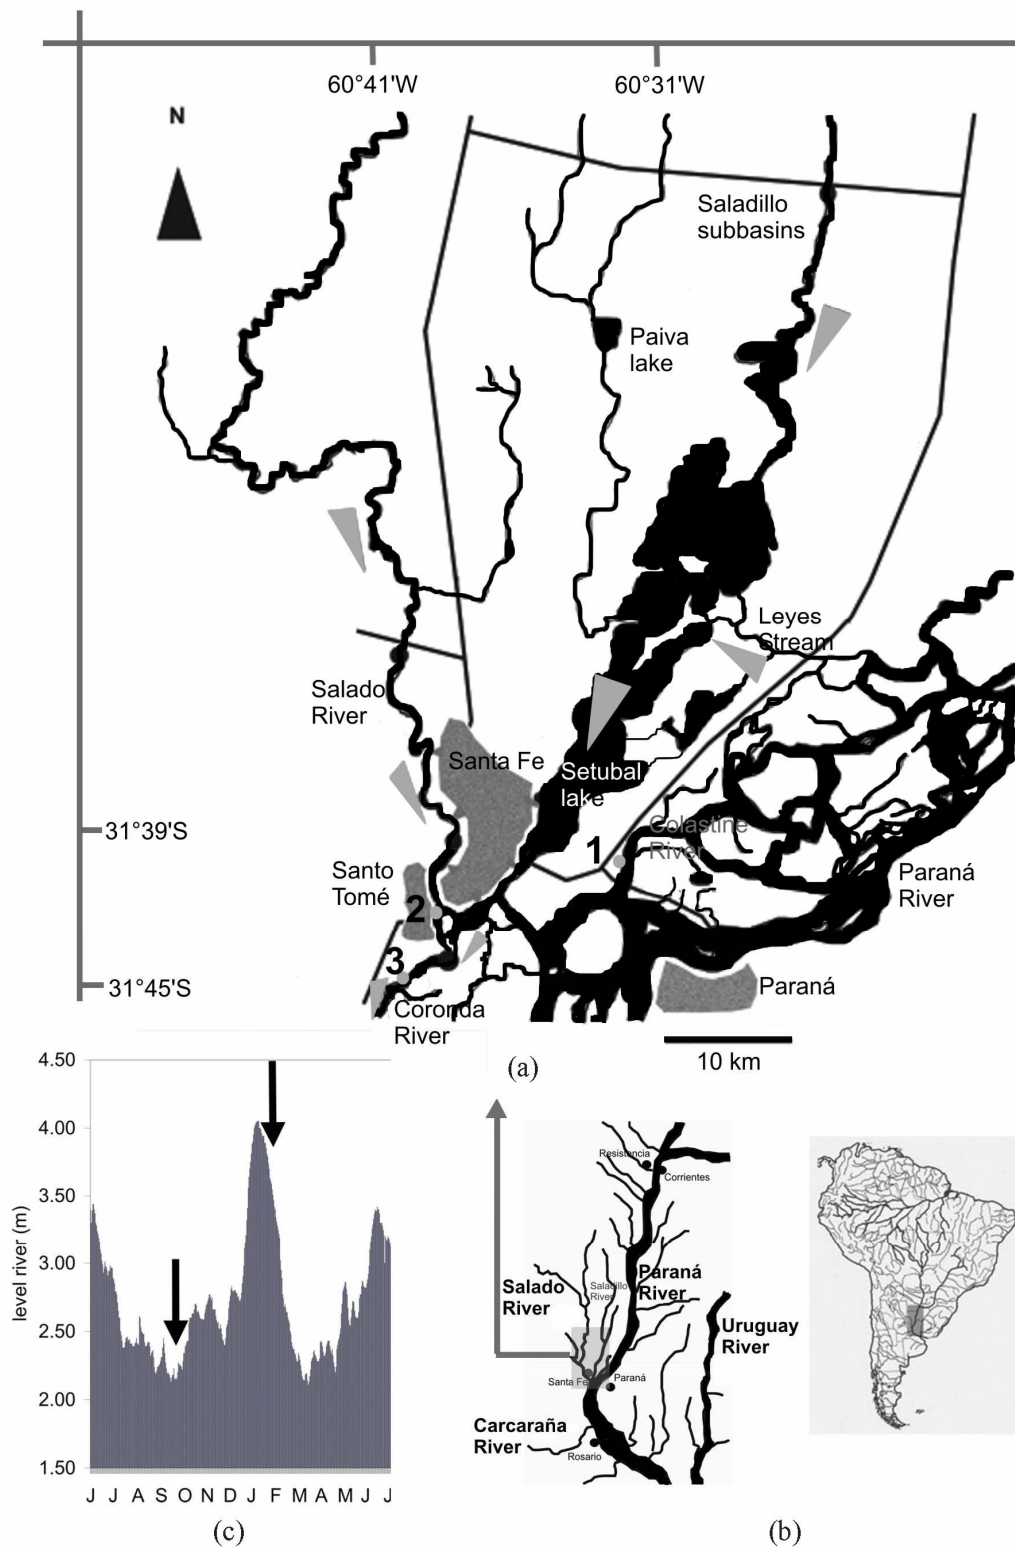 60°41'W
60°31'W
N
Saladillo
subbasins
Paiva
lake
Leyes
Stream
Salado
River
Santa Fe
Setubal
lake
31°39'S
1
Colastine
River
Santo
Tomé
Paraná
River
2
3
31°45'S
Coronda
River
Paraná
10 km
(a)
4.50
4.00
3.50
3.00
2.50
2.00
1.50
level river (m)
J J A S O N D J F M A M J J
(c)
Resistencia
Corrientes
Salado
River
Saladillo
River
Paraná
River
Uruguay
River
Santa Fe
Paraná
Carcaraña
River
Rosario
(b)